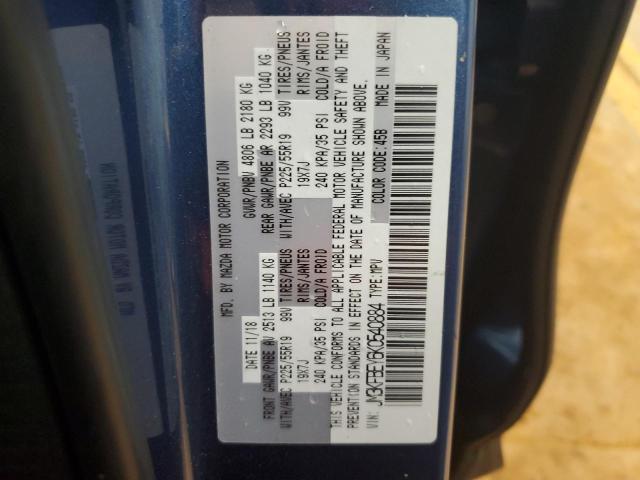 MFD. BY MAZDA MOTOR CORPORATION
DATE 11/18 GVWR/PNBV 4806 LB 2180 KG
FRONT GAWR/PNBE AV 2513 LB 1140 KG REAR GAWR/PNBE AR 2293 LB 1040 KG
WITH/AVEC P225/55R19 99V TIRES/PNEUS WITH/AVEC P225/55R19 99V TIRES/PNEUS
19X7J RIMS/JANTES 19X7J RIMS/JANTES
240 KPA/35 PSI COLD/A FROID 240 KPA/35 PSI COLD/A FROID
THIS VEHICLE CONFORMS TO ALL APPLICABLE FEDERAL MOTOR VEHICLE SAFETY AND THEFT
PREVENTION STANDARDS IN EFFECT ON THE DATE OF MANUFACTURE SHOWN ABOVE.
VIN: JM3KFBEY6K0540884 TYPE:MPV COLOR CODE:45B MADE IN JAPAN